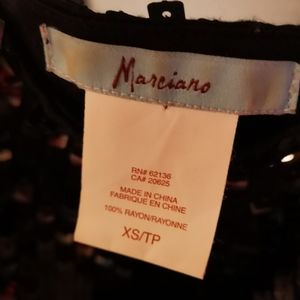 Marciano
RN# 62136
CA# 20625
MADE IN CHINA
FABRIQUE EN CHINE
100% RAYON/RAYONNE
XS/TP